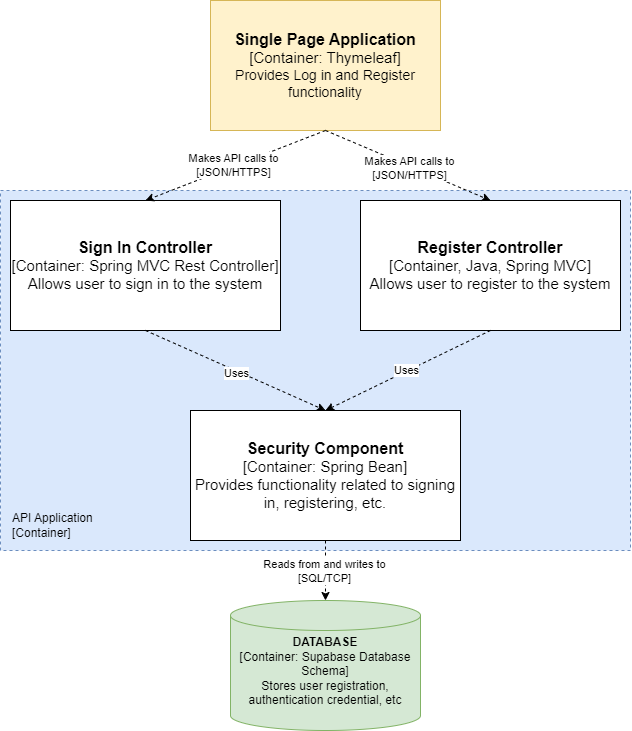 Single Page Application
[Container: Thymeleaf]
Provides Log in and Register
functionality
Makes API calls to
[JSON/HTTPS]
Makes API calls to
[JSON/HTTPS]
Sign In Controller
[Container: Spring MVC Rest Controller]
Allows user to sign in to the system
Register Controller
[Container, Java, Spring MVC]
Allows user to register to the system
Uses
Uses
Security Component
[Container: Spring Bean]
Provides functionality related to signing
in, registering, etc.
API Application
[Container]
Reads from and writes to
[SQL/TCP]
DATABASE
[Container: Supabase Database
Schema]
Stores user registration,
authentication credential, etc